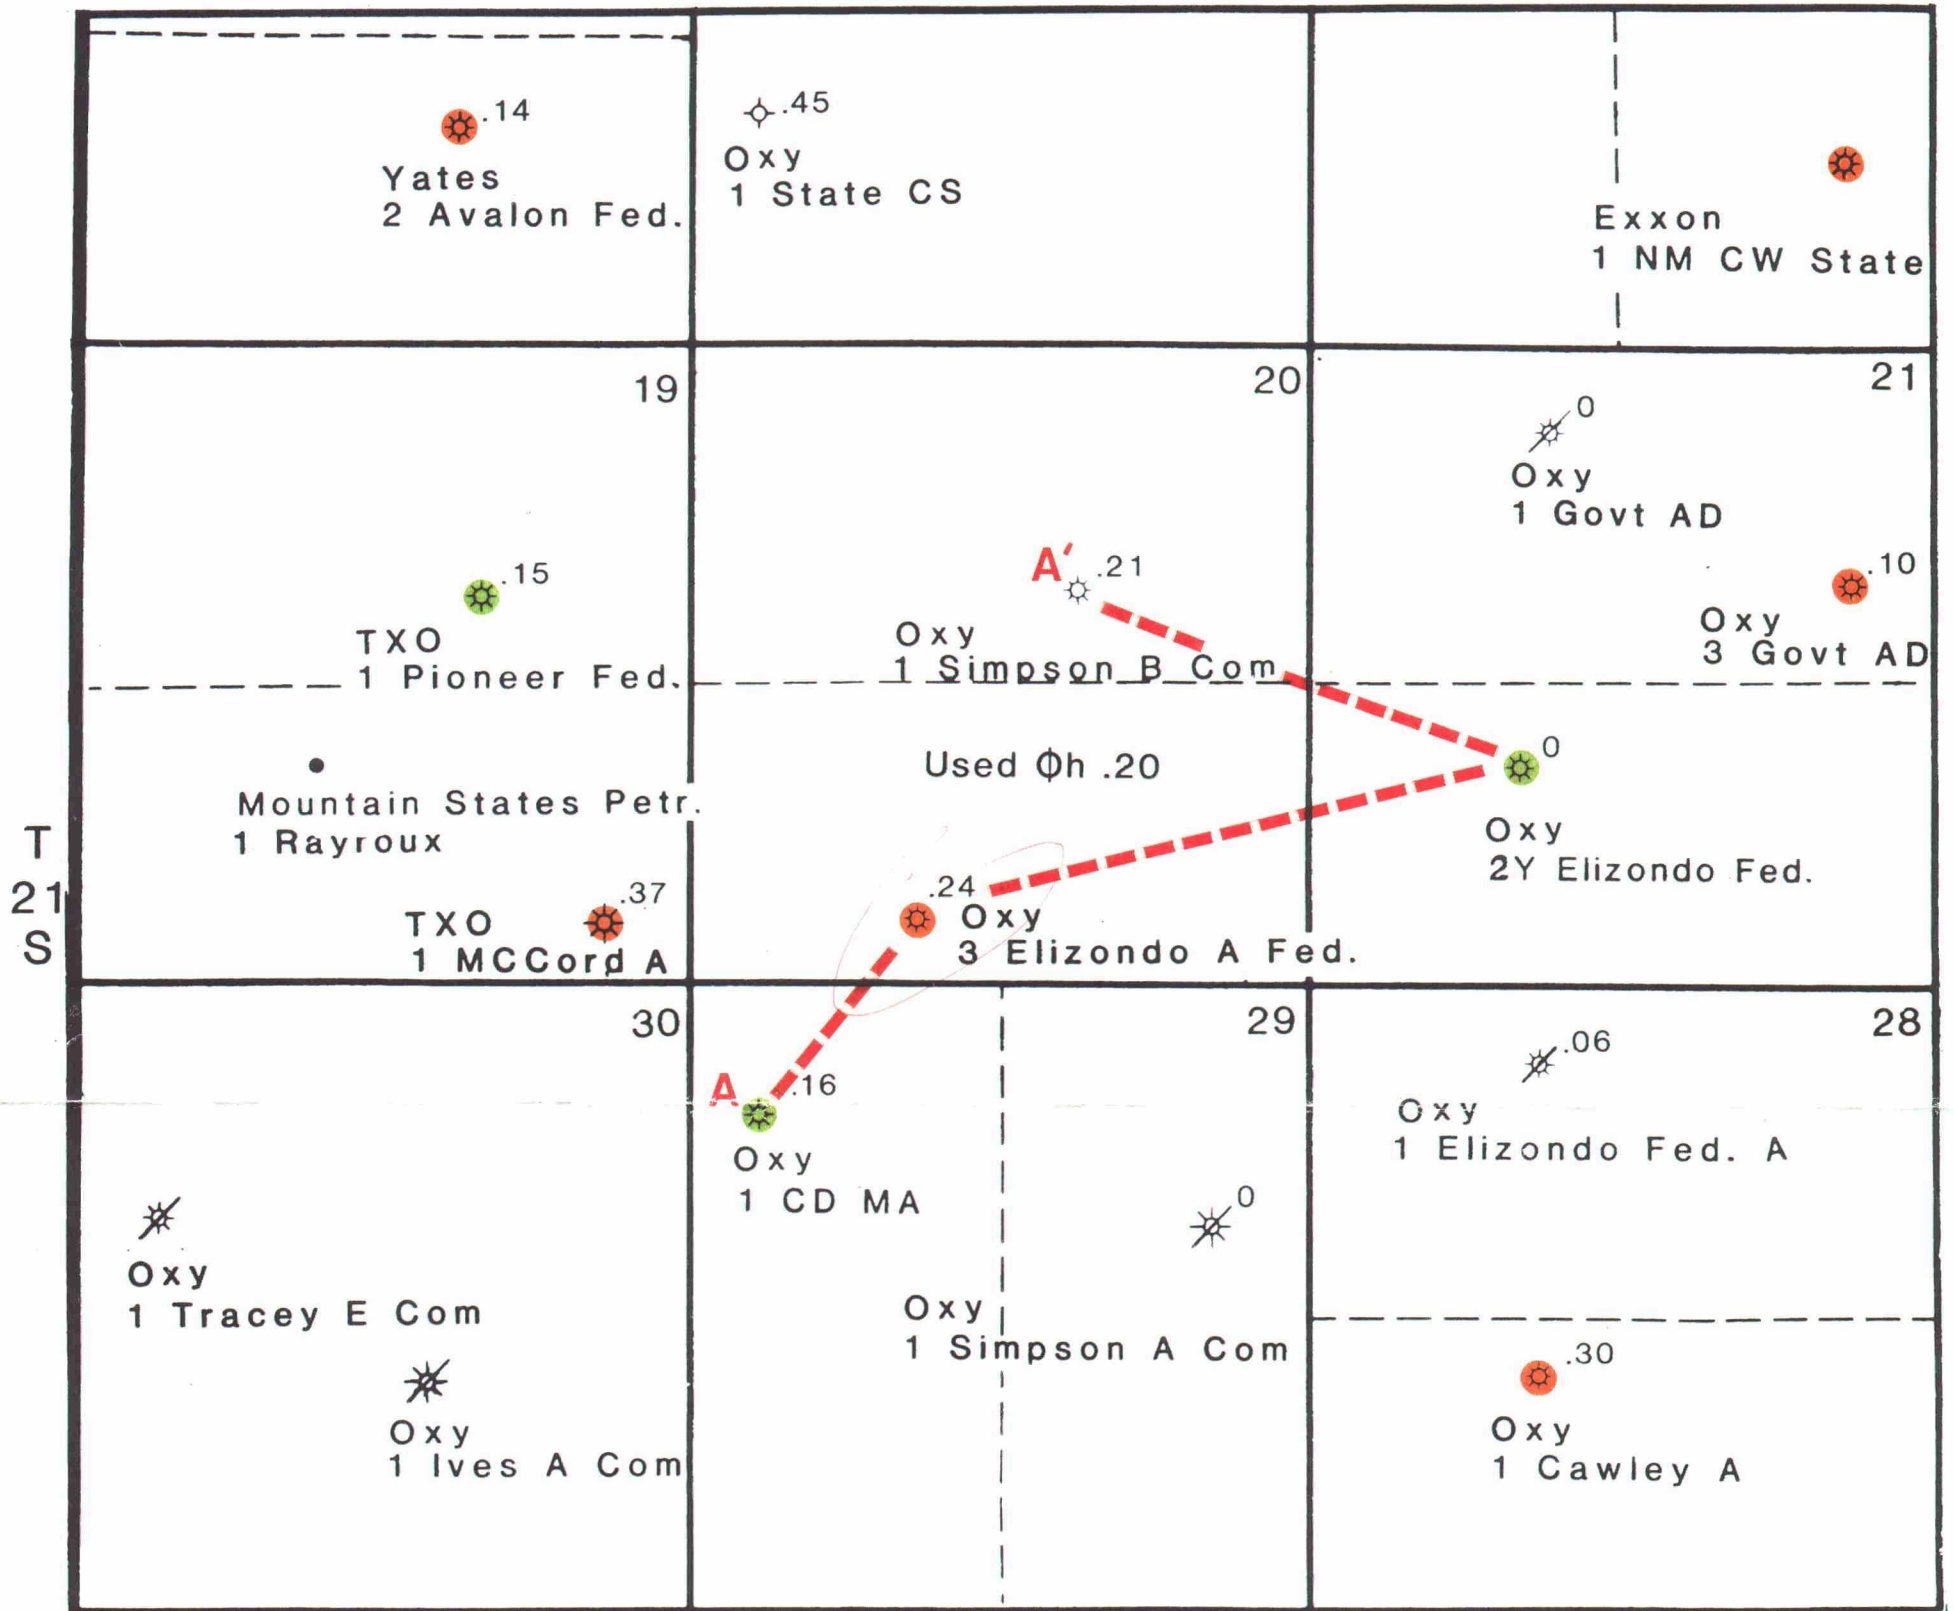 .14
Yates
2 Avalon Fed.
.45
Oxy
1 State CS
Exxon
1 NM CW State
19
20
21
0
Oxy
1 Govt AD
.15
TXO
1 Pioneer Fed.
A′ .21
Oxy
1 Simpson B Com
.10
Oxy
3 Govt AD
Mountain States Petr.
1 Rayroux
Used Φh .20
0
Oxy
2Y Elizondo Fed.
T
21
S
.37
TXO
1 MCCord A
.24
Oxy
3 Elizondo A Fed.
30
29
28
A .16
Oxy
1 CD MA
.06
Oxy
1 Elizondo Fed. A
Oxy
1 Tracey E Com
0
Oxy
1 Simpson A Com
Oxy
1 Ives A Com
.30
Oxy
1 Cawley A